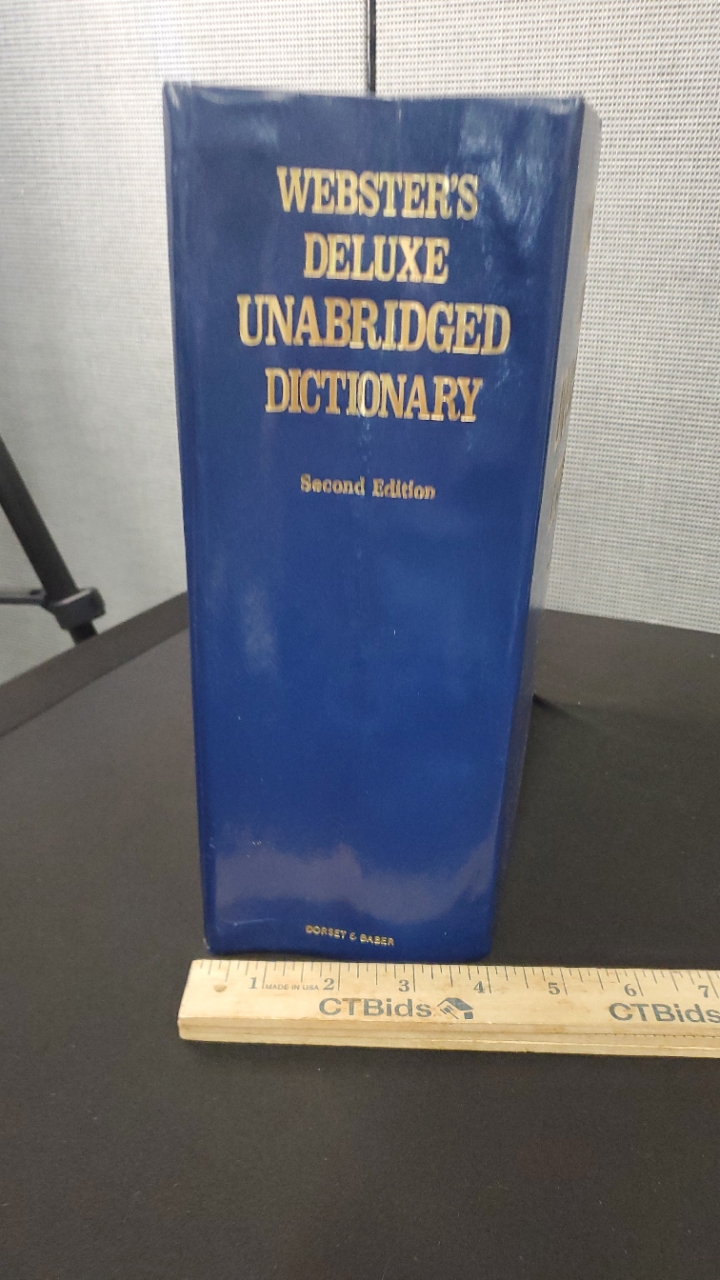 WEBSTER'S
DELUXE
UNABRIDGED
DICTIONARY
Second Edition
DORSET & BABER
1 MADE IN USA 2 3 4 5 6 7
CTBids CTBids